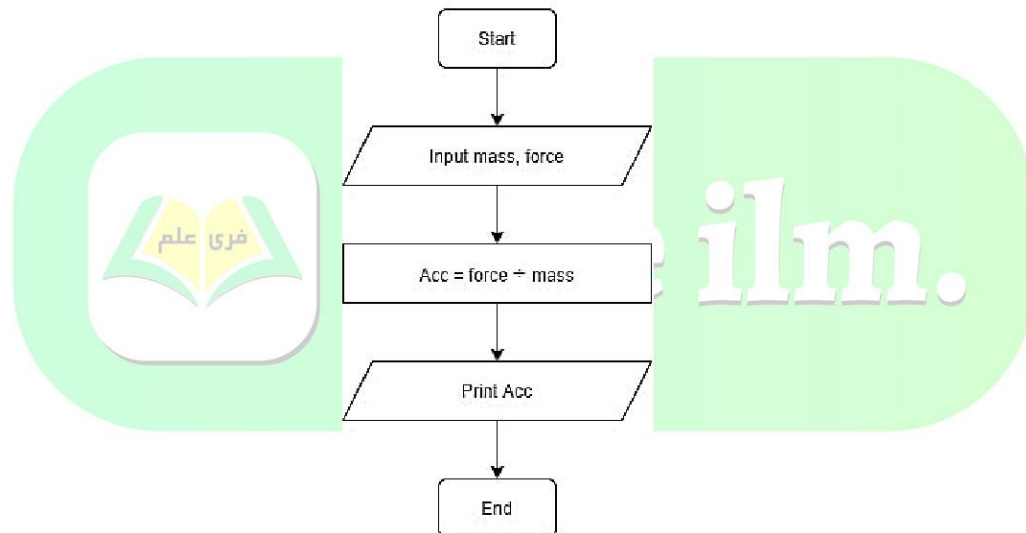 Start
Input mass, force
فری علم
Acc = force ÷ mass
ilm.
Print Acc
End